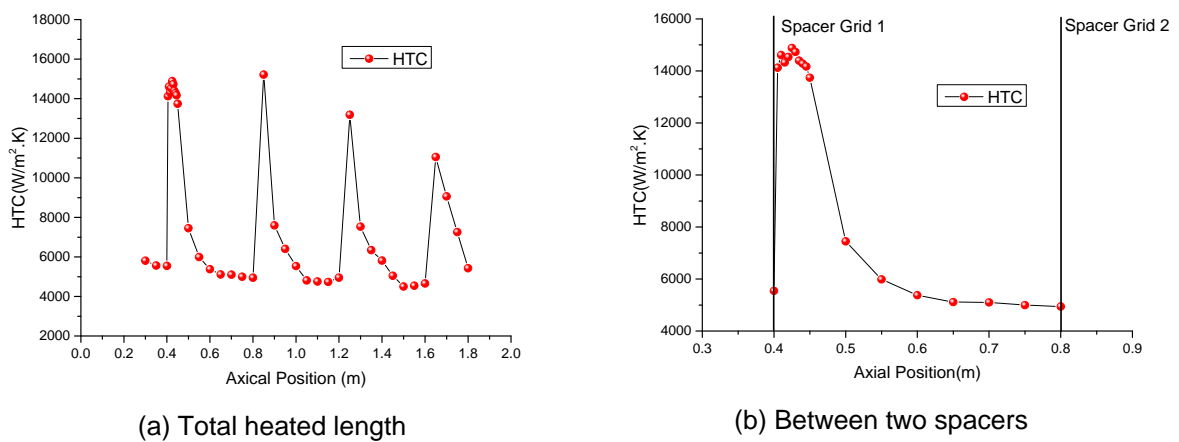 18000
16000
14000
12000
10000
8000
6000
4000
2000
HTC(W/m².K)
HTC
0.0 0.2 0.4 0.6 0.8 1.0 1.2 1.4 1.6 1.8 2.0
Axical Position (m)
(a) Total heated length
16000
14000
12000
10000
8000
6000
4000
HTC(W/m².K)
Spacer Grid 1
Spacer Grid 2
HTC
0.3 0.4 0.5 0.6 0.7 0.8 0.9
Axial Position(m)
(b) Between two spacers